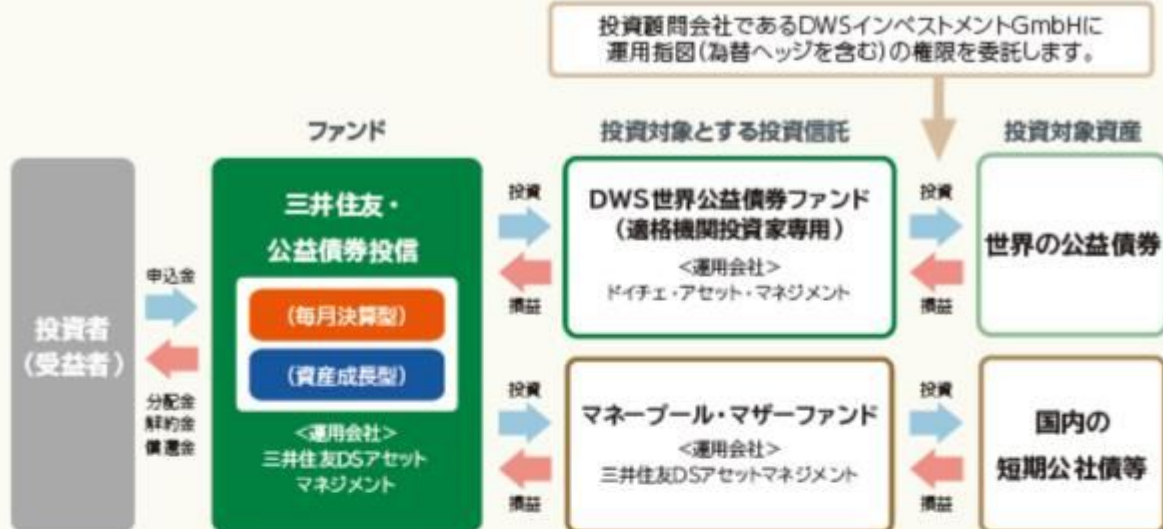 投資顧問会社であるDWSインベストメントGmbHに
運用指図(為替ヘッジを含む)の権限を委託します。
ファンド
投資対象とする投資信託
投資対象資産
投資者
(受益者)
申込金
分配金
解約金
償還金
三井住友・
公益債券投信
(毎月決算型)
(資産成長型)
<運用会社>
三井住友DSアセット
マネジメント
投資
損益
DWS世界公益債券ファンド
(適格機関投資家専用)
<運用会社>
ドイチェ・アセット・マネジメント
投資
損益
世界の公益債券
投資
損益
マネープール・マザーファンド
<運用会社>
三井住友DSアセットマネジメント
投資
損益
国内の
短期公社債等